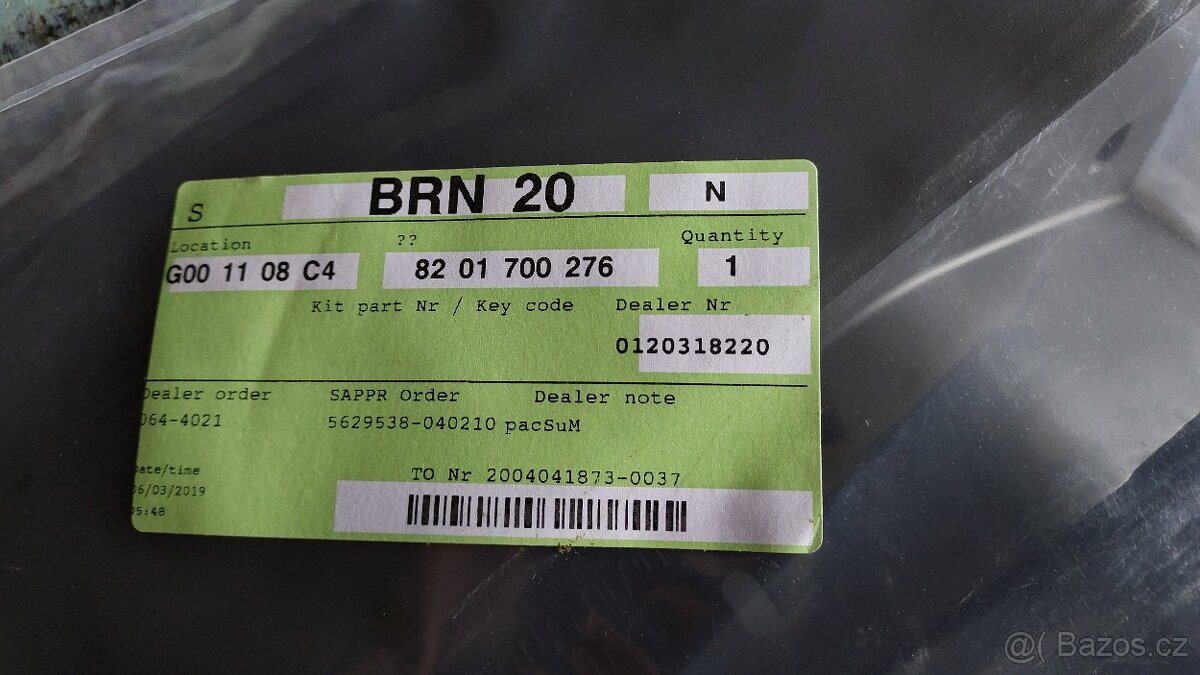 S BRN 20 N
Location ?? Quantity
G00 11 08 C4 82 01 700 276 1
Kit part Nr / Key code Dealer Nr
0120318220
Dealer order SAPPR Order Dealer note
064-4021 5629538-040210 pacSuM
TO Nr 2004041873-0037
Date/time
06/03/2019
05:48
@( Bazoš.cz